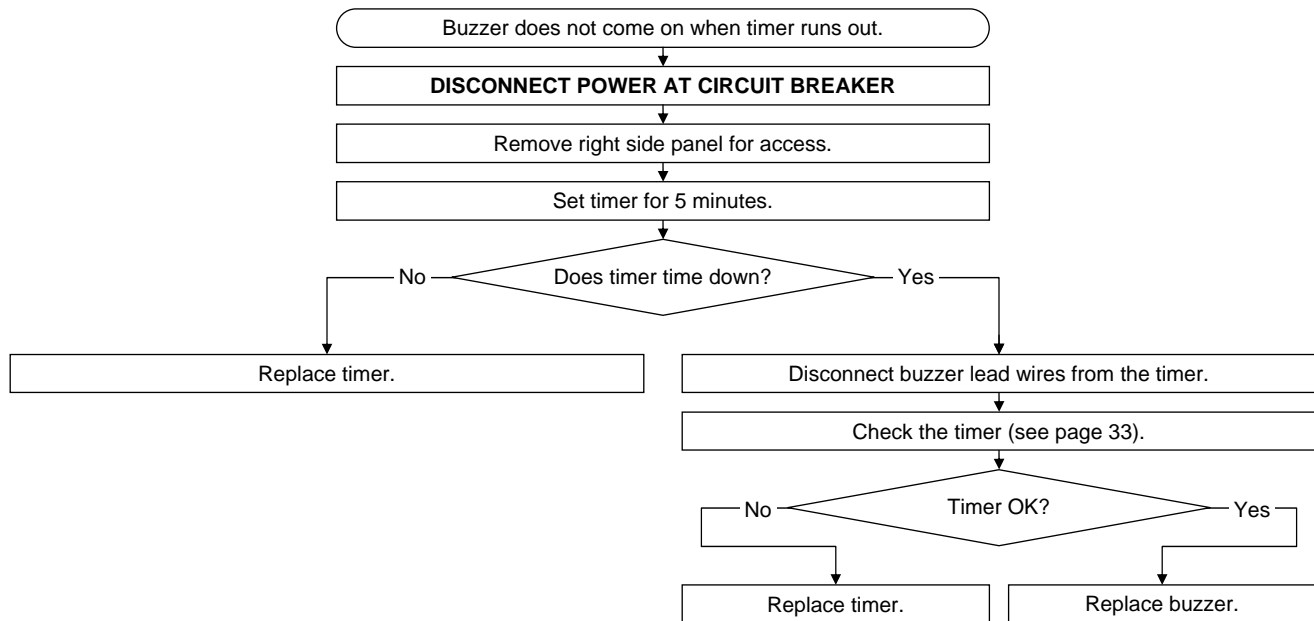 Buzzer does not come on when timer runs out.
DISCONNECT POWER AT CIRCUIT BREAKER
Remove right side panel for access.
Set timer for 5 minutes.
No
Does timer time down?
Yes
Replace timer.
Disconnect buzzer lead wires from the timer.
Check the timer (see page 33).
No
Timer OK?
Yes
Replace timer.
Replace buzzer.